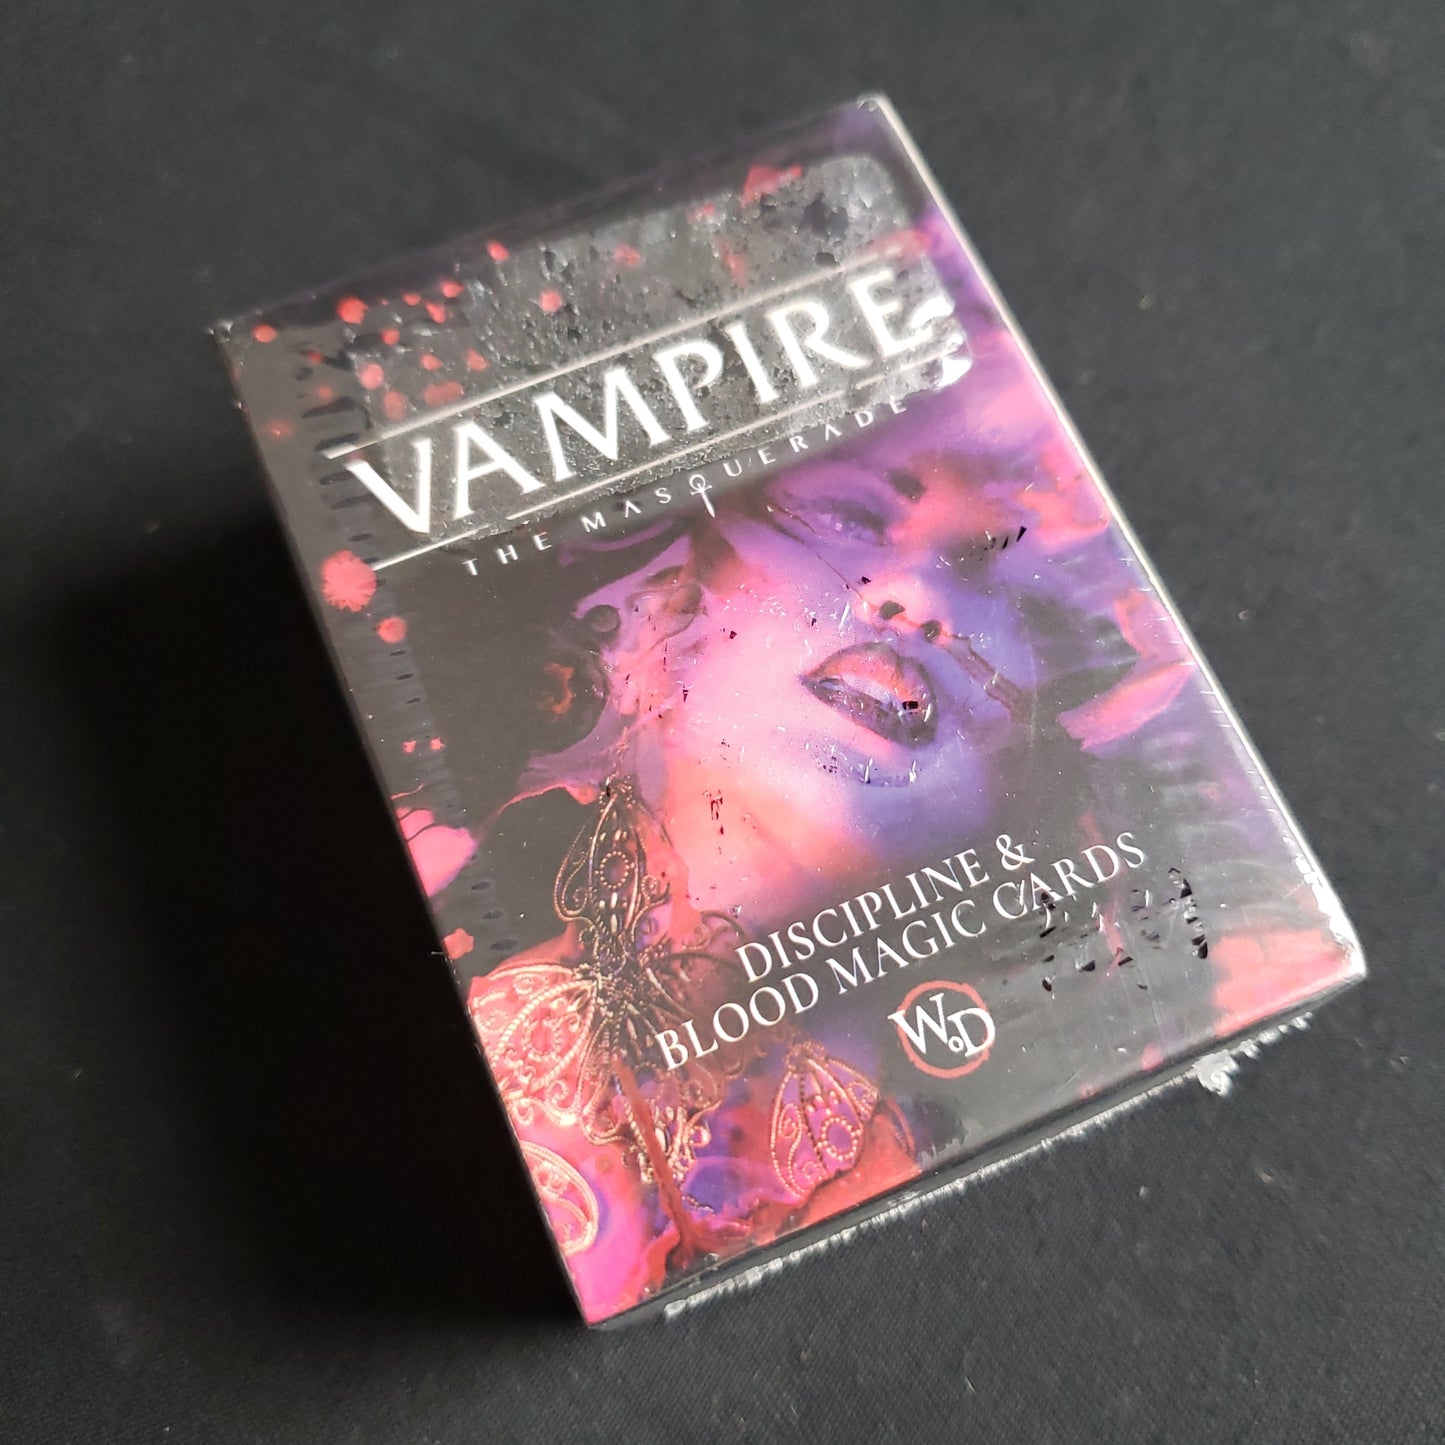 VAMPIRE
THE MASQUERADE
DISCIPLINE &
BLOOD MAGIC CARDS
WoD